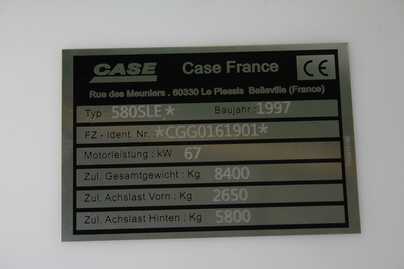 CASE Case France CE
Rue des Meuniers . 60330 Le Plessis Belleville (France)
Typ : 580SLE* Baujahr : 1997
FZ - Ident. Nr. *CGG0161901*
Motorleistung : kW 67
Zul. Gesamtgewicht : Kg 8400
Zul. Achslast Vorn : Kg 2650
Zul. Achslast Hinten : Kg 5800